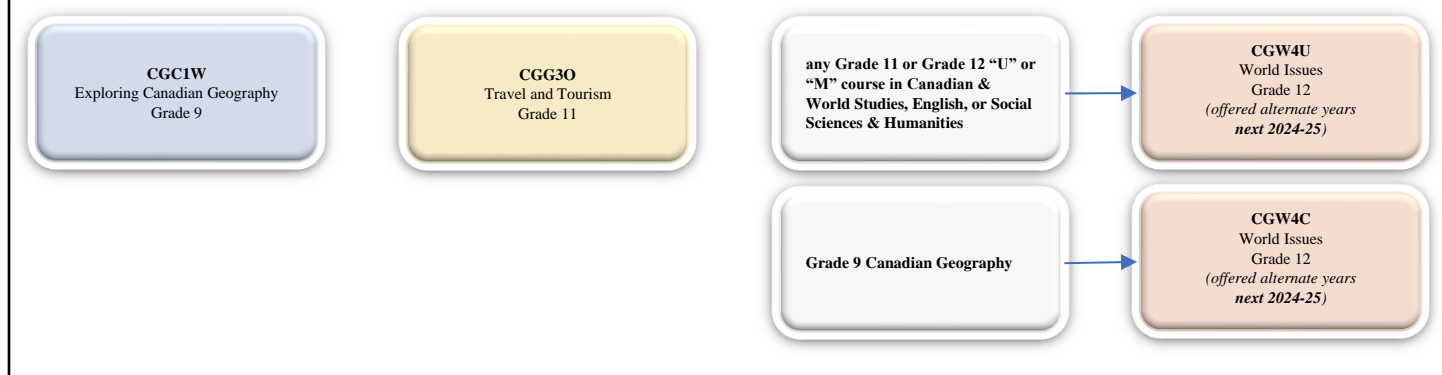 CGC1W
Exploring Canadian Geography
Grade 9
CGG3O
Travel and Tourism
Grade 11
any Grade 11 or Grade 12 “U” or
“M” course in Canadian &
World Studies, English, or Social
Sciences & Humanities
CGW4U
World Issues
Grade 12
(offered alternate years
next 2024-25)
Grade 9 Canadian Geography
CGW4C
World Issues
Grade 12
(offered alternate years
next 2024-25)